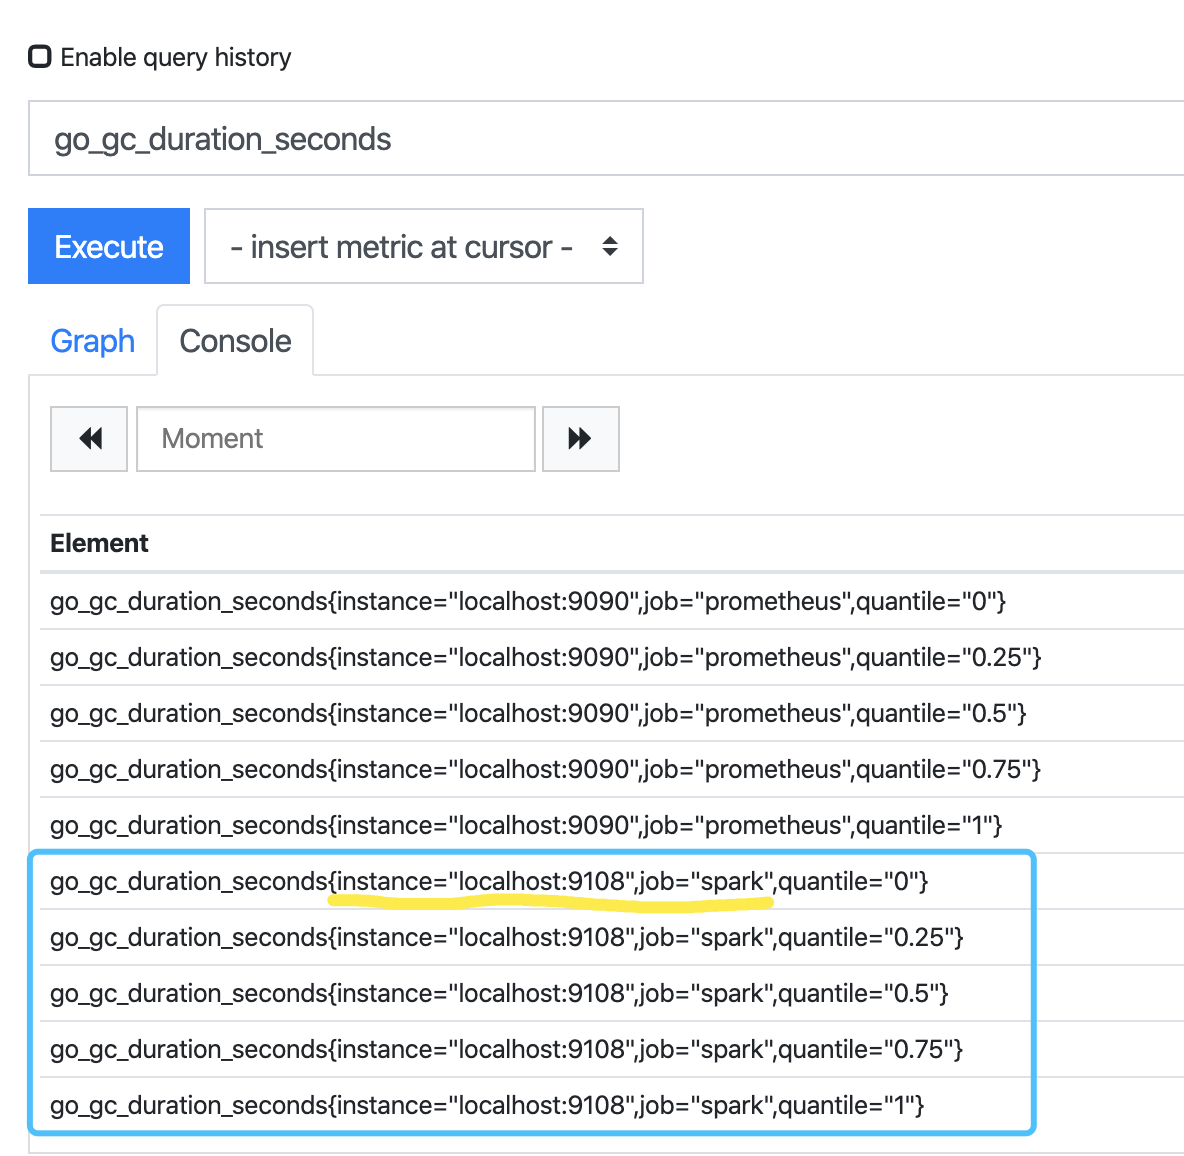 Enable query history
go_gc_duration_seconds
Execute - insert metric at cursor -
Graph Console
Moment
Element
go_gc_duration_seconds{instance="localhost:9090",job="prometheus",quantile="0"}
go_gc_duration_seconds{instance="localhost:9090",job="prometheus",quantile="0.25"}
go_gc_duration_seconds{instance="localhost:9090",job="prometheus",quantile="0.5"}
go_gc_duration_seconds{instance="localhost:9090",job="prometheus",quantile="0.75"}
go_gc_duration_seconds{instance="localhost:9090",job="prometheus",quantile="1"}
go_gc_duration_seconds{instance="localhost:9108",job="spark",quantile="0"}
go_gc_duration_seconds{instance="localhost:9108",job="spark",quantile="0.25"}
go_gc_duration_seconds{instance="localhost:9108",job="spark",quantile="0.5"}
go_gc_duration_seconds{instance="localhost:9108",job="spark",quantile="0.75"}
go_gc_duration_seconds{instance="localhost:9108",job="spark",quantile="1"}